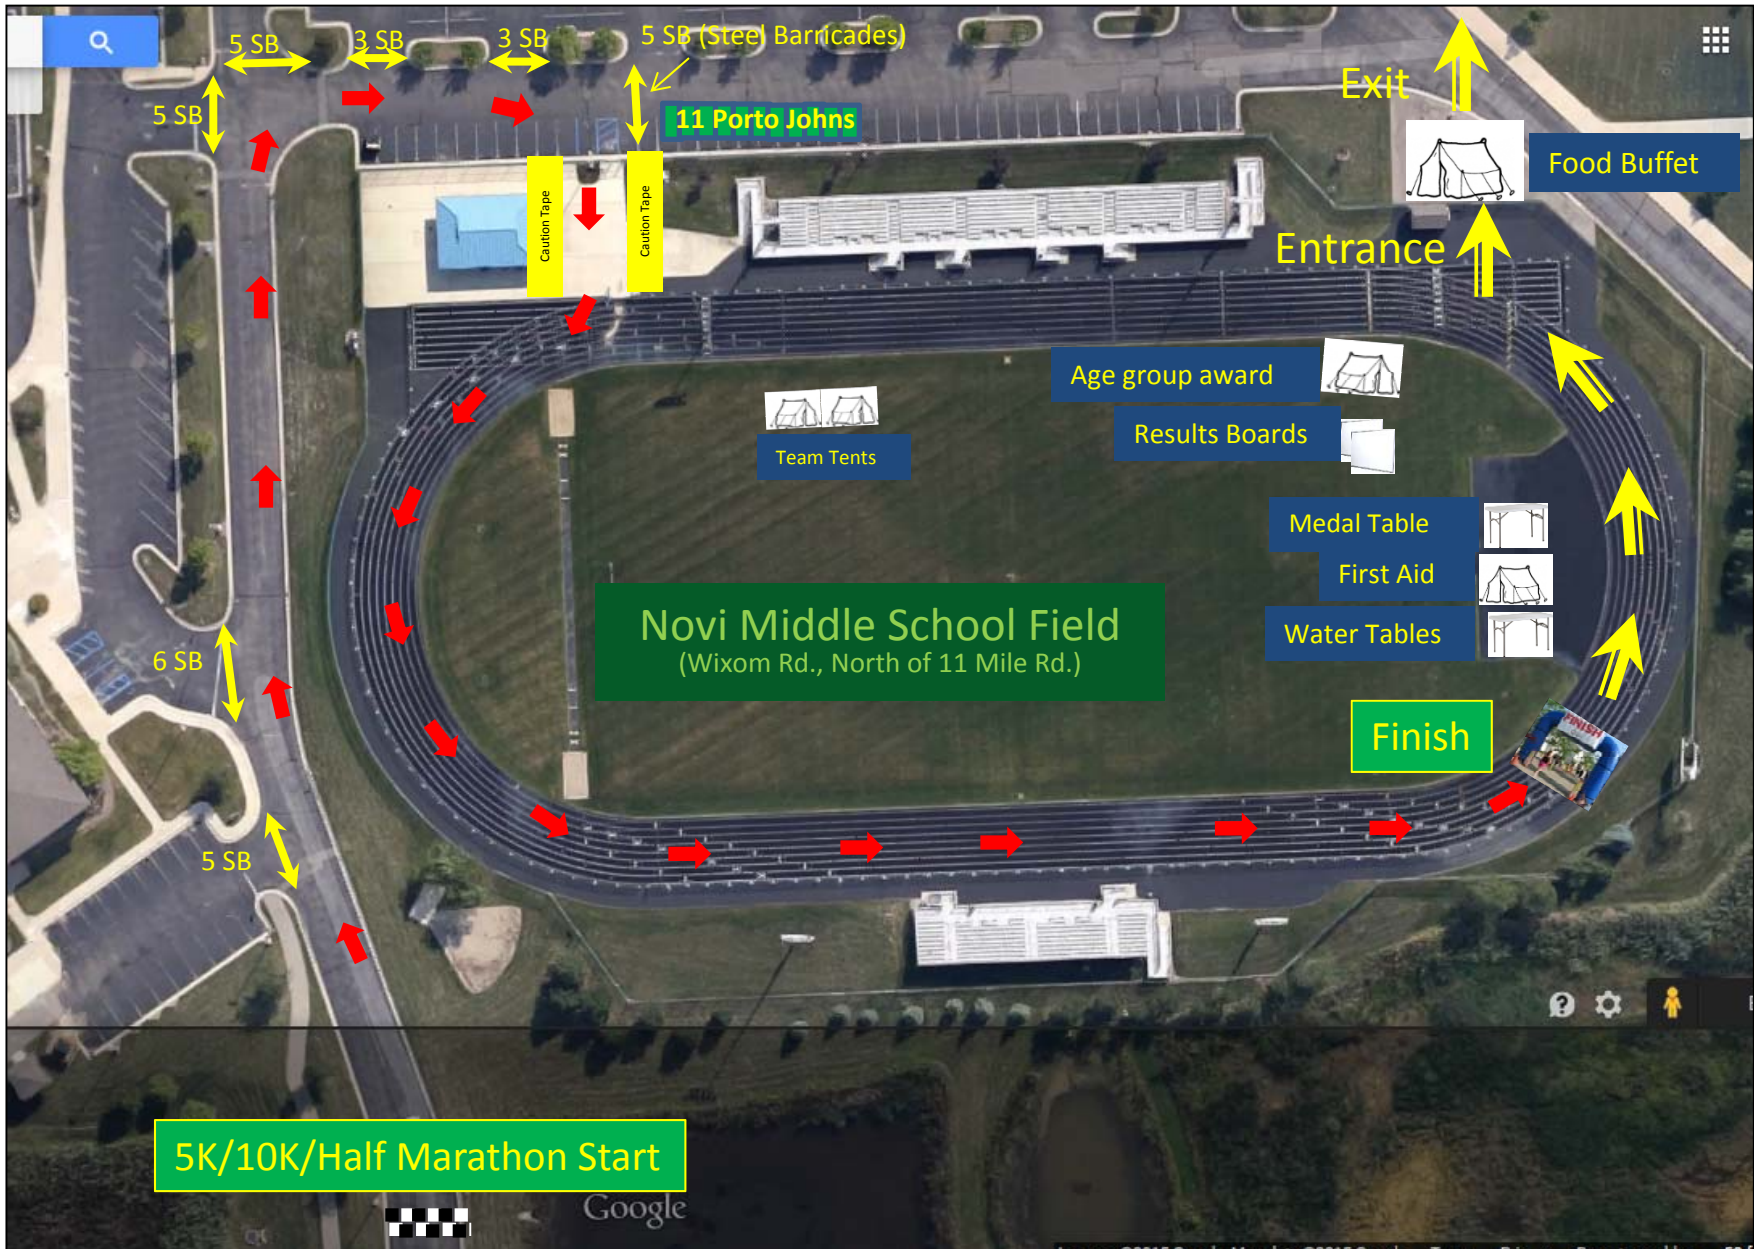 5 SB
3 SB
3 SB
5 SB (Steel Barricades)
5 SB
11 Porto Johns
Exit
Food Buffet
Caution Tape
Caution Tape
Entrance
Age group award
Results Boards
Team Tents
Medal Table
First Aid
Water Tables
Novi Middle School Field
(Wixom Rd., North of 11 Mile Rd.)
6 SB
Finish
FINISH
5 SB
5K/10K/Half Marathon Start
Google